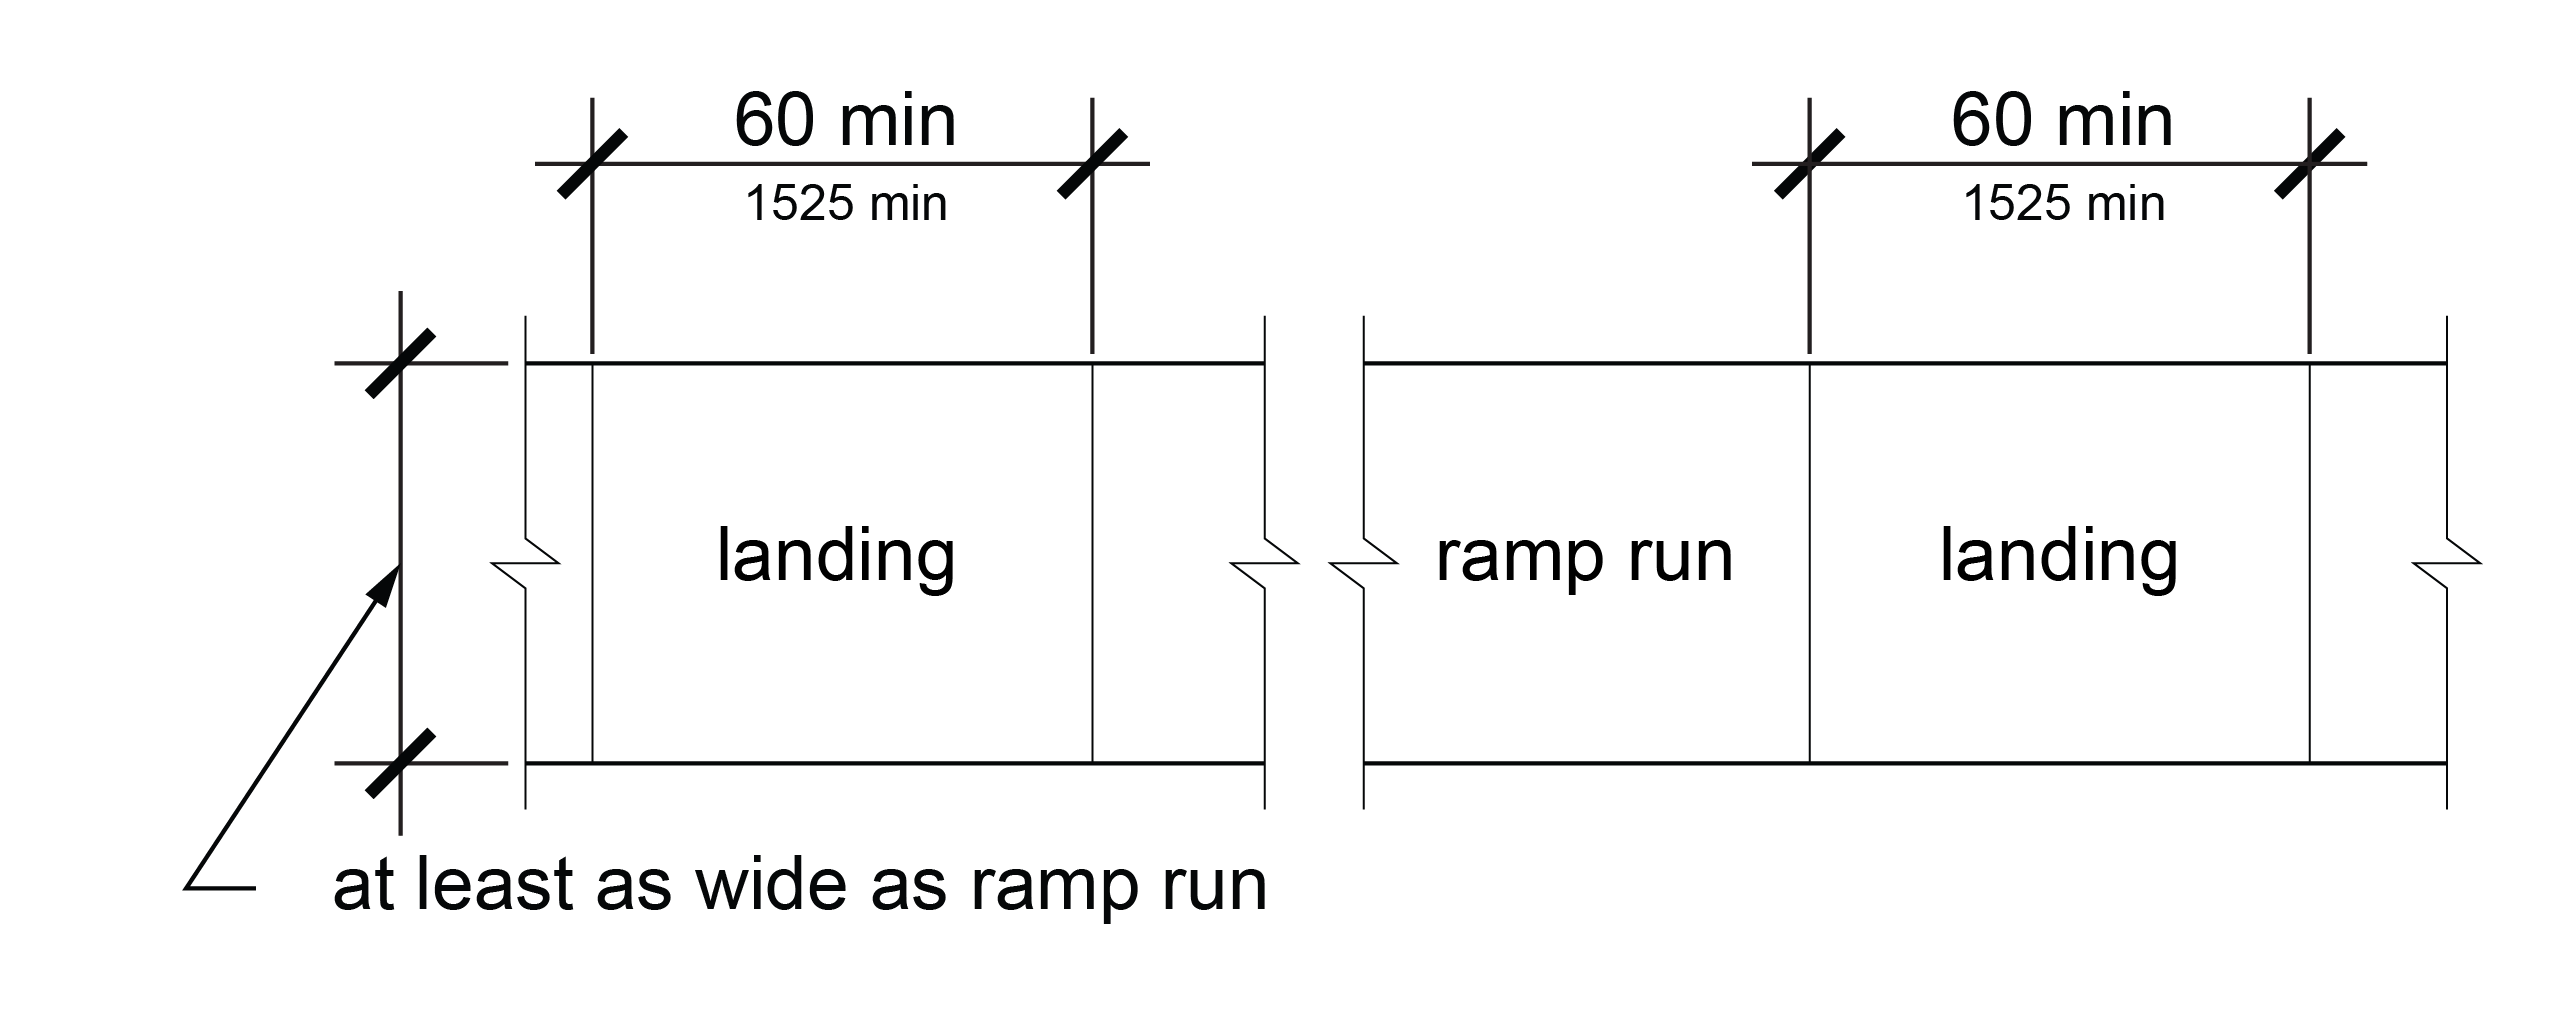 60 min
1525 min
60 min
1525 min
landing
ramp run
landing
at least as wide as ramp run